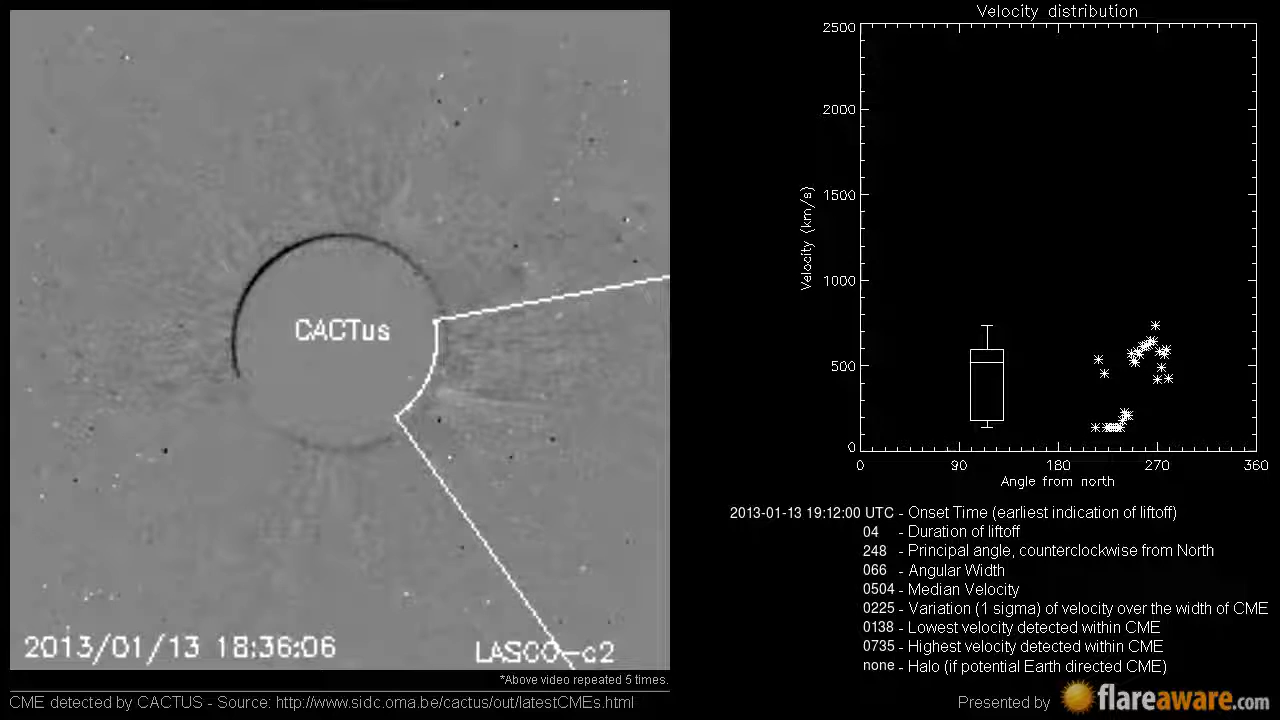 CACTus
2013/01/13 18:36:06
LASCO-c2
*Above video repeated 5 times.
CME detected by CACTUS - Source: http://www.sidc.oma.be/cactus/out/latestCMEs.html
Velocity distribution
2500
2000
1500
1000
500
0
Velocity (km/s)
0 90 180 270 360
Angle from north
2013-01-13 19:12:00 UTC - Onset Time (earliest indication of liftoff)
04 - Duration of liftoff
248 - Principal angle, counterclockwise from North
066 - Angular Width
0504 - Median Velocity
0225 - Variation (1 sigma) of velocity over the width of CME
0138 - Lowest velocity detected within CME
0735 - Highest velocity detected within CME
none - Halo (if potential Earth directed CME)
Presented by flareaware.com